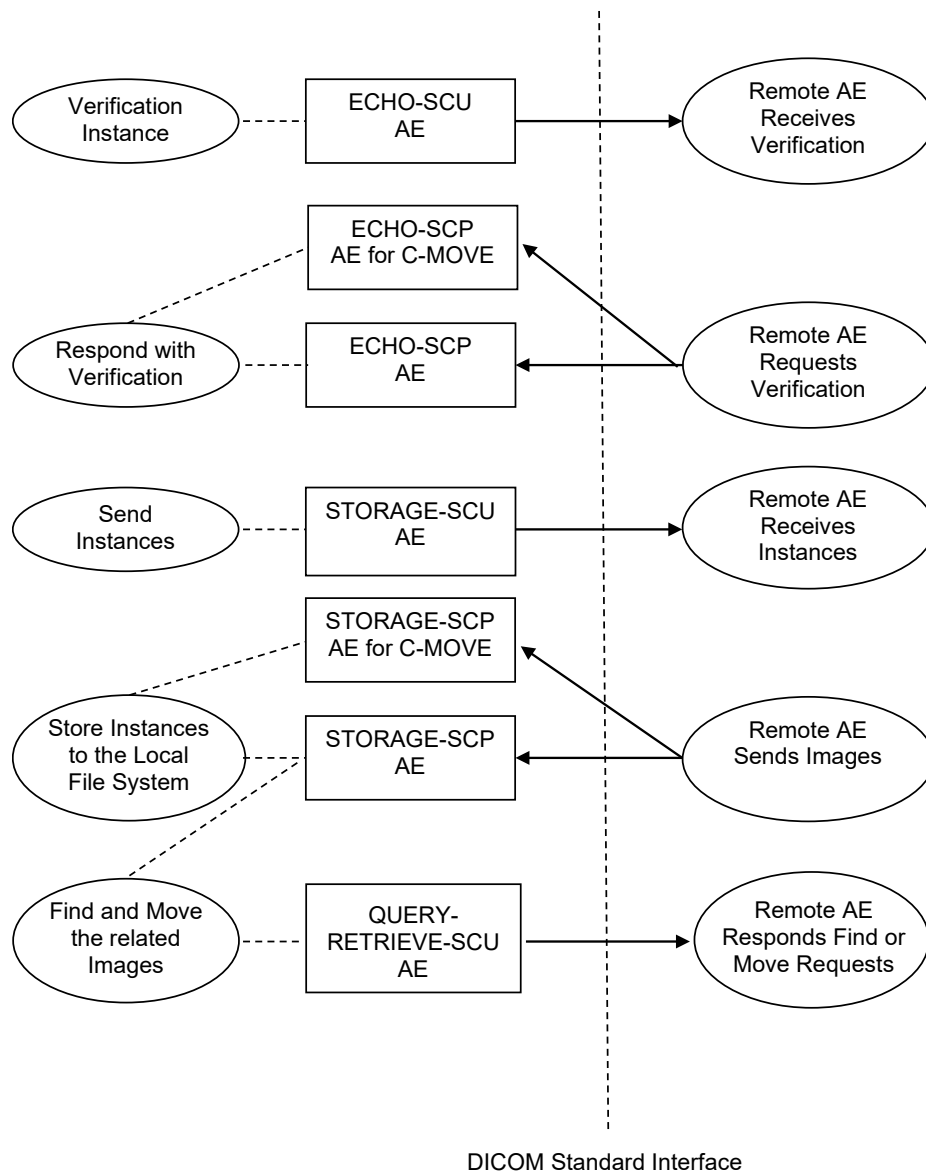 Verification
Instance
ECHO-SCU
AE
Remote AE
Receives
Verification
ECHO-SCP
AE for C-MOVE
Respond with
Verification
ECHO-SCP
AE
Remote AE
Requests
Verification
Send
Instances
STORAGE-SCU
AE
Remote AE
Receives
Instances
STORAGE-SCP
AE for C-MOVE
Store Instances
to the Local
File System
STORAGE-SCP
AE
Remote AE
Sends Images
Find and Move
the related
Images
QUERY-
RETRIEVE-SCU
AE
Remote AE
Responds Find or
Move Requests
DICOM Standard Interface